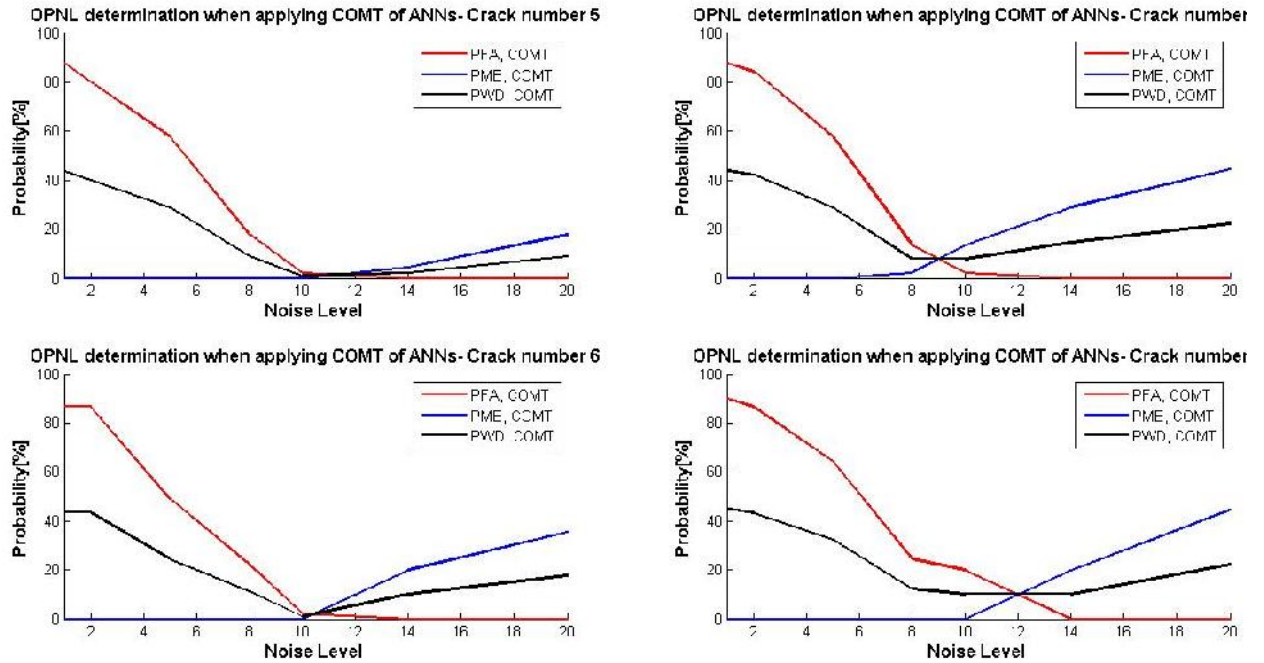 OPNL determination when applying COMT of ANNs- Crack number 5
100
80
60
40
20
0
Probability[%]
PFA, COMT
PME, COMT
PWD, COMT
2 4 6 8 10 12 14 16 18 20
Noise Level
OPNL determination when applying COMT of ANNs- Crack number
100
80
60
40
20
0
Probability[%]
PFA, COMT
PME, COMT
PWD, COMT
2 4 6 8 10 12 14 16 18 20
Noise Level
OPNL determination when applying COMT of ANNs- Crack number 6
100
80
60
40
20
0
Probability[%]
PFA, COMT
PME, COMT
PWD, COMT
2 4 6 8 10 12 14 16 18 20
Noise Level
OPNL determination when applying COMT of ANNs- Crack number
100
80
60
40
20
0
Probability[%]
PFA, COMT
PME, COMT
PWD, COMT
2 4 6 8 10 12 14 16 18 20
Noise Level